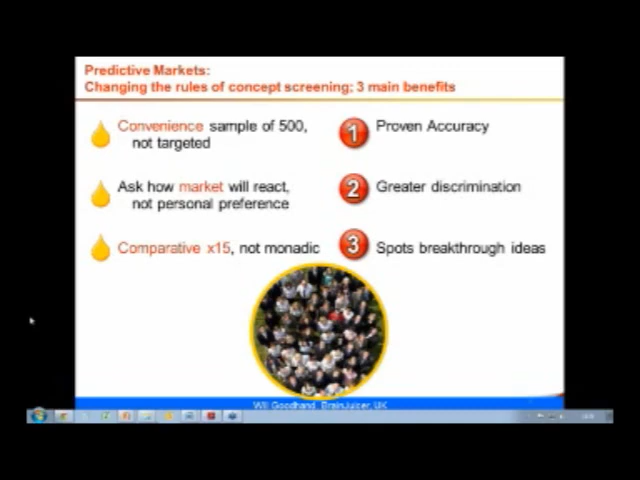 Predictive Markets:
Changing the rules of concept screening; 3 main benefits
Convenience sample of 500,
not targeted
1 Proven Accuracy
Ask how market will react,
not personal preference
2 Greater discrimination
Comparative x15, not monadic
3 Spots breakthrough ideas
Will Goodhand, BrainJuicer, UK